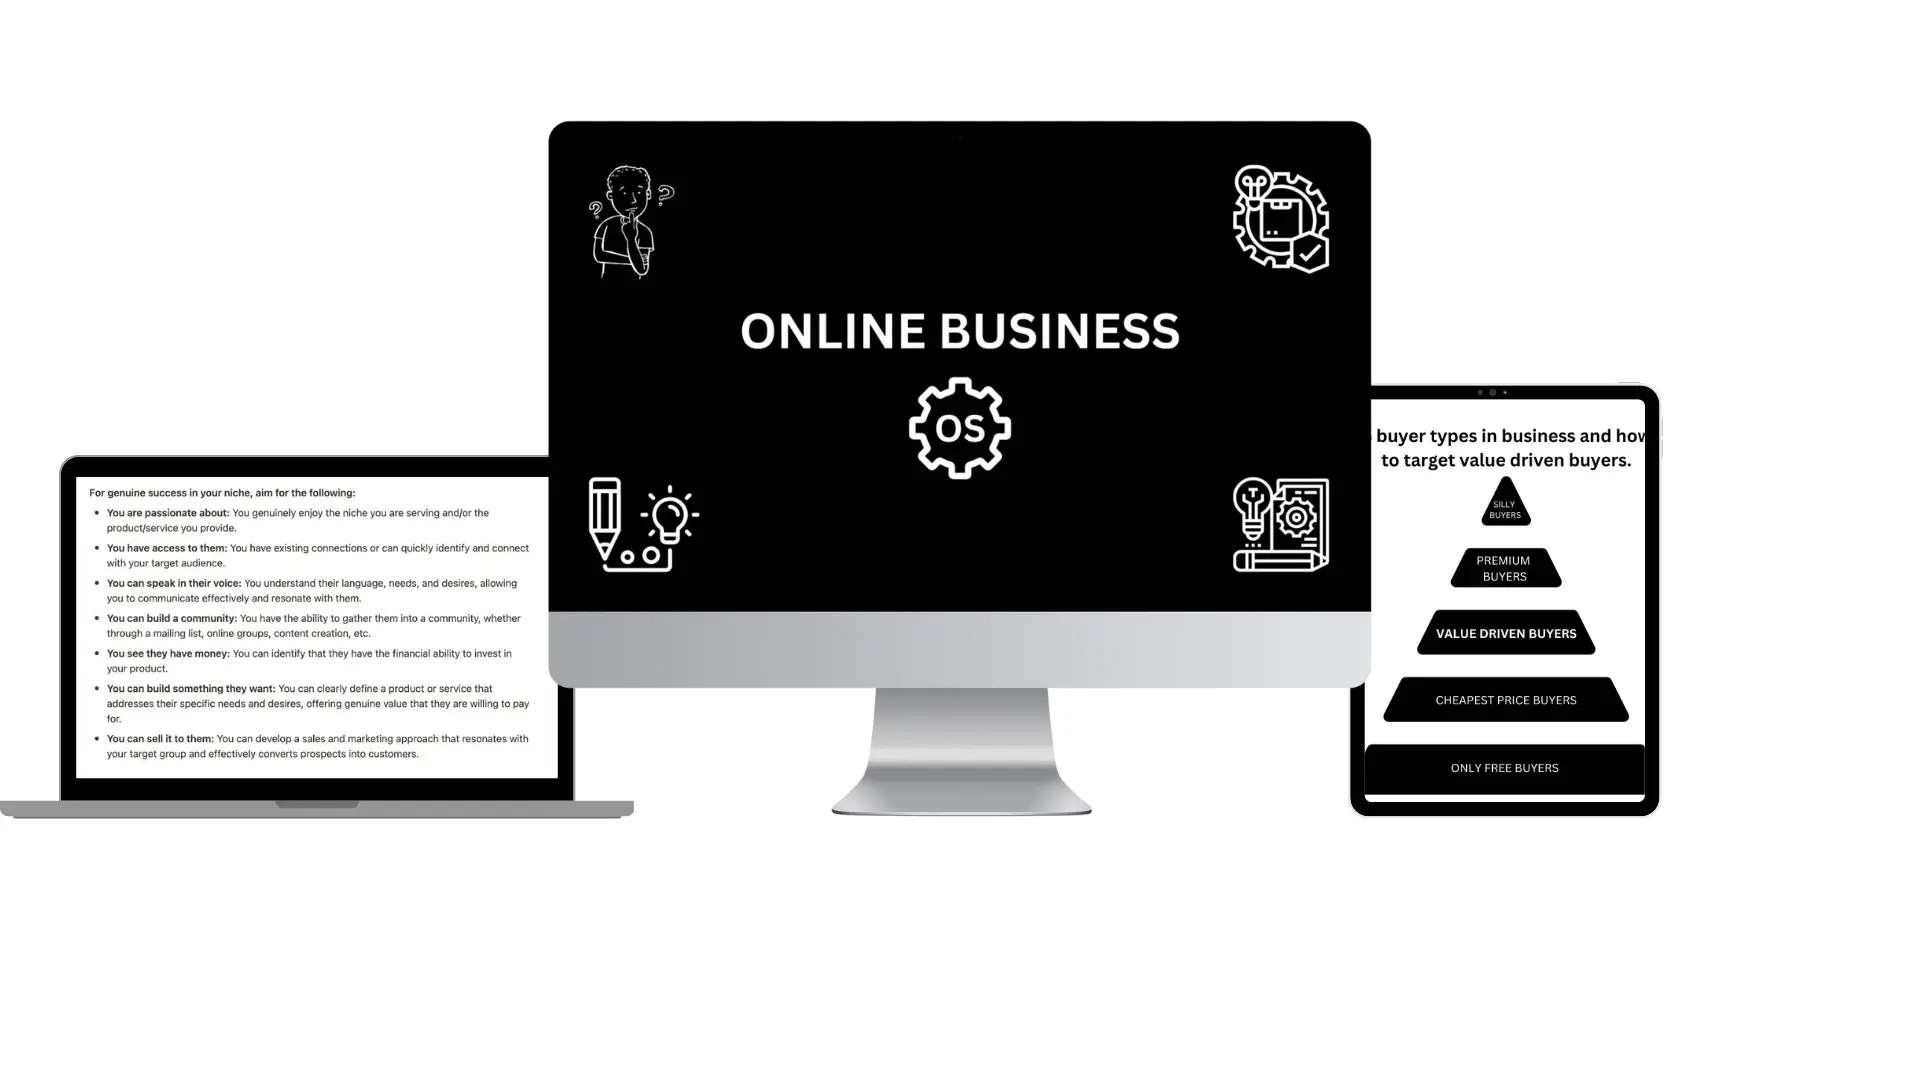 For genuine success in your niche, aim for the following:
• You are passionate about: You genuinely enjoy the niche you are serving and/or the
product/service you provide.
• You have access to them: You have existing connections or can quickly identify and connect
with your target audience.
• You can speak in their voice: You understand their language, needs, and desires, allowing
you to communicate effectively and resonate with them.
• You can build a community: You have the ability to gather them into a community, whether
through a mailing list, online groups, content creation, etc.
• You see they have money: You can identify that they have the financial ability to invest in
your product.
• You can build something they want: You can clearly define a product or service that
addresses their specific needs and desires, offering genuine value that they are willing to pay
for.
• You can sell it to them: You can develop a sales and marketing approach that resonates with
your target group and effectively converts prospects into customers.
? ?
ONLINE BUSINESS
OS
buyer types in business and how
to target value driven buyers.
SILLY
BUYERS
PREMIUM
BUYERS
VALUE DRIVEN BUYERS
CHEAPEST PRICE BUYERS
ONLY FREE BUYERS